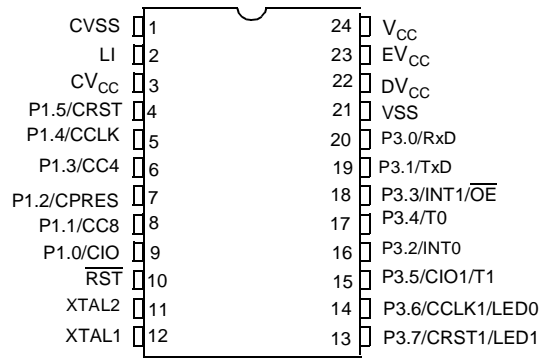 CVSS 1 24 VCC
LI 2 23 EVCC
CVCC 3 22 DVCC
P1.5/CRST 4 21 VSS
P1.4/CCLK 5 20 P3.0/RxD
P1.3/CC4 6 19 P3.1/TxD
P1.2/CPRES 7 18 P3.3/INT1/OE
P1.1/CC8 8 17 P3.4/T0
P1.0/CIO 9 16 P3.2/INT0
RST 10 15 P3.5/CIO1/T1
XTAL2 11 14 P3.6/CCLK1/LED0
XTAL1 12 13 P3.7/CRST1/LED1